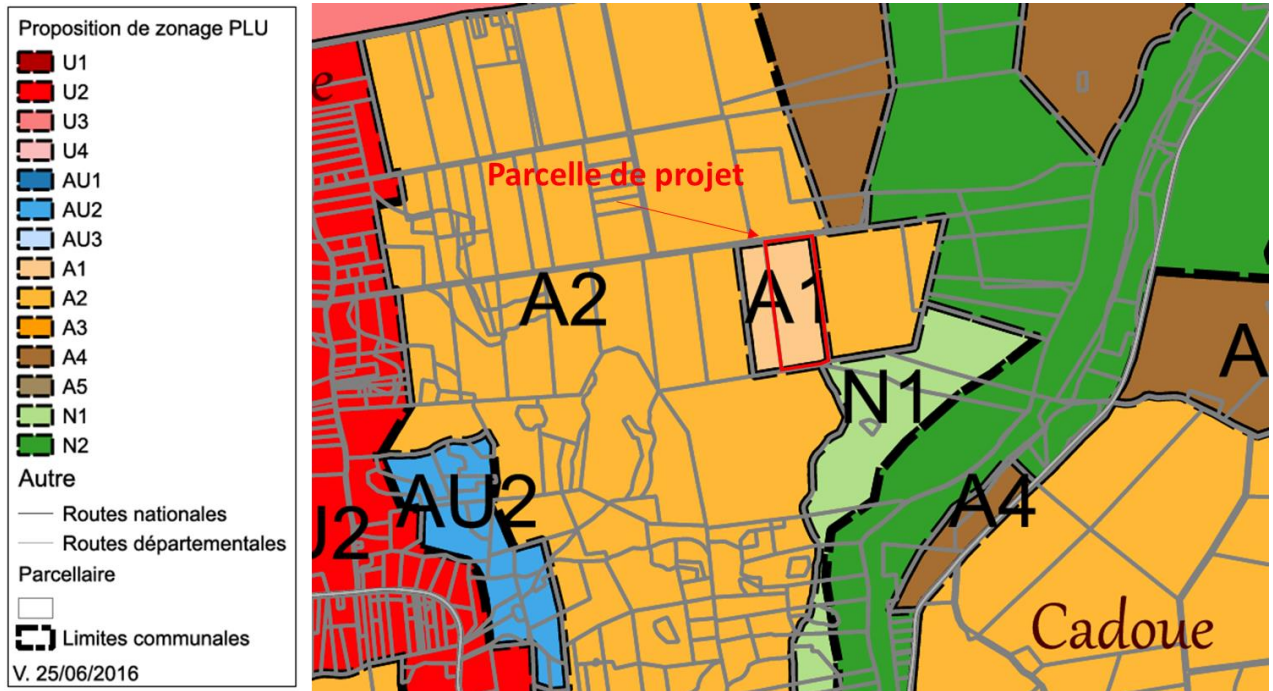 Proposition de zonage PLU
U1
U2
U3
U4
AU1
AU2
AU3
A1
A2
A3
A4
A5
N1
N2
Autre
Routes nationales
Routes départementales
Parcellaire
Limites communales
V. 25/06/2016
e
Parcelle de projet
A2
A1
N1
A
AU2
A4
U2
Cadoue